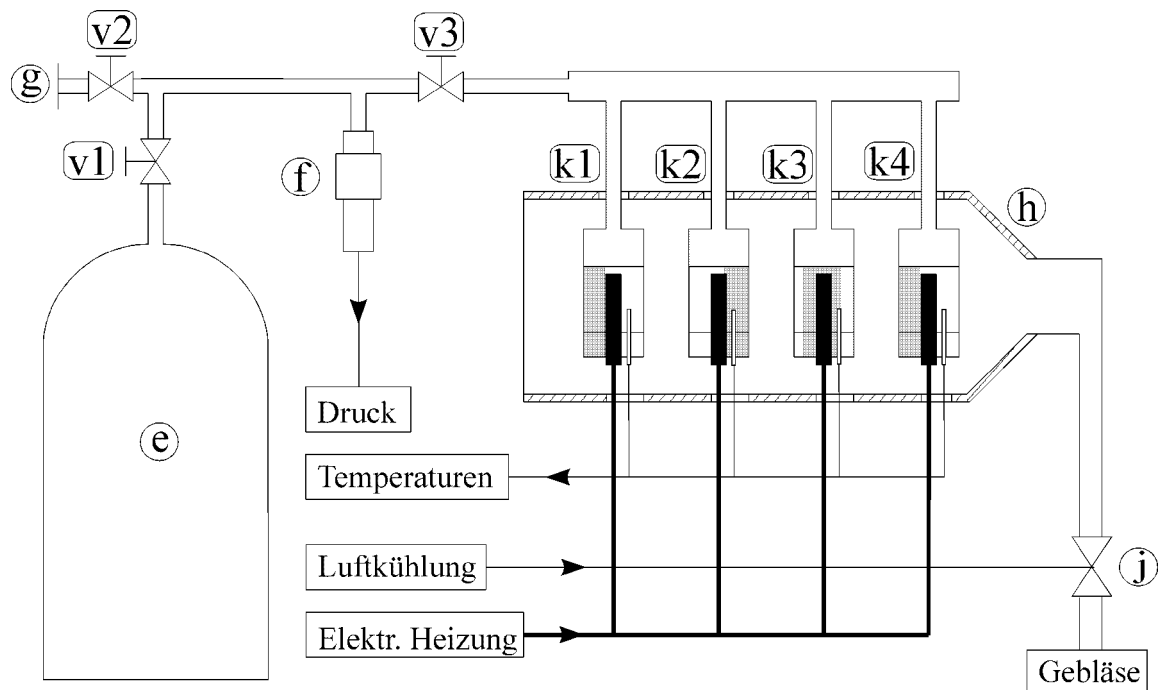 v2
v3
g
v1
f
k1
k2
k3
k4
h
e
Druck
Temperaturen
Luftkühlung
j
Elektr. Heizung
Gebläse